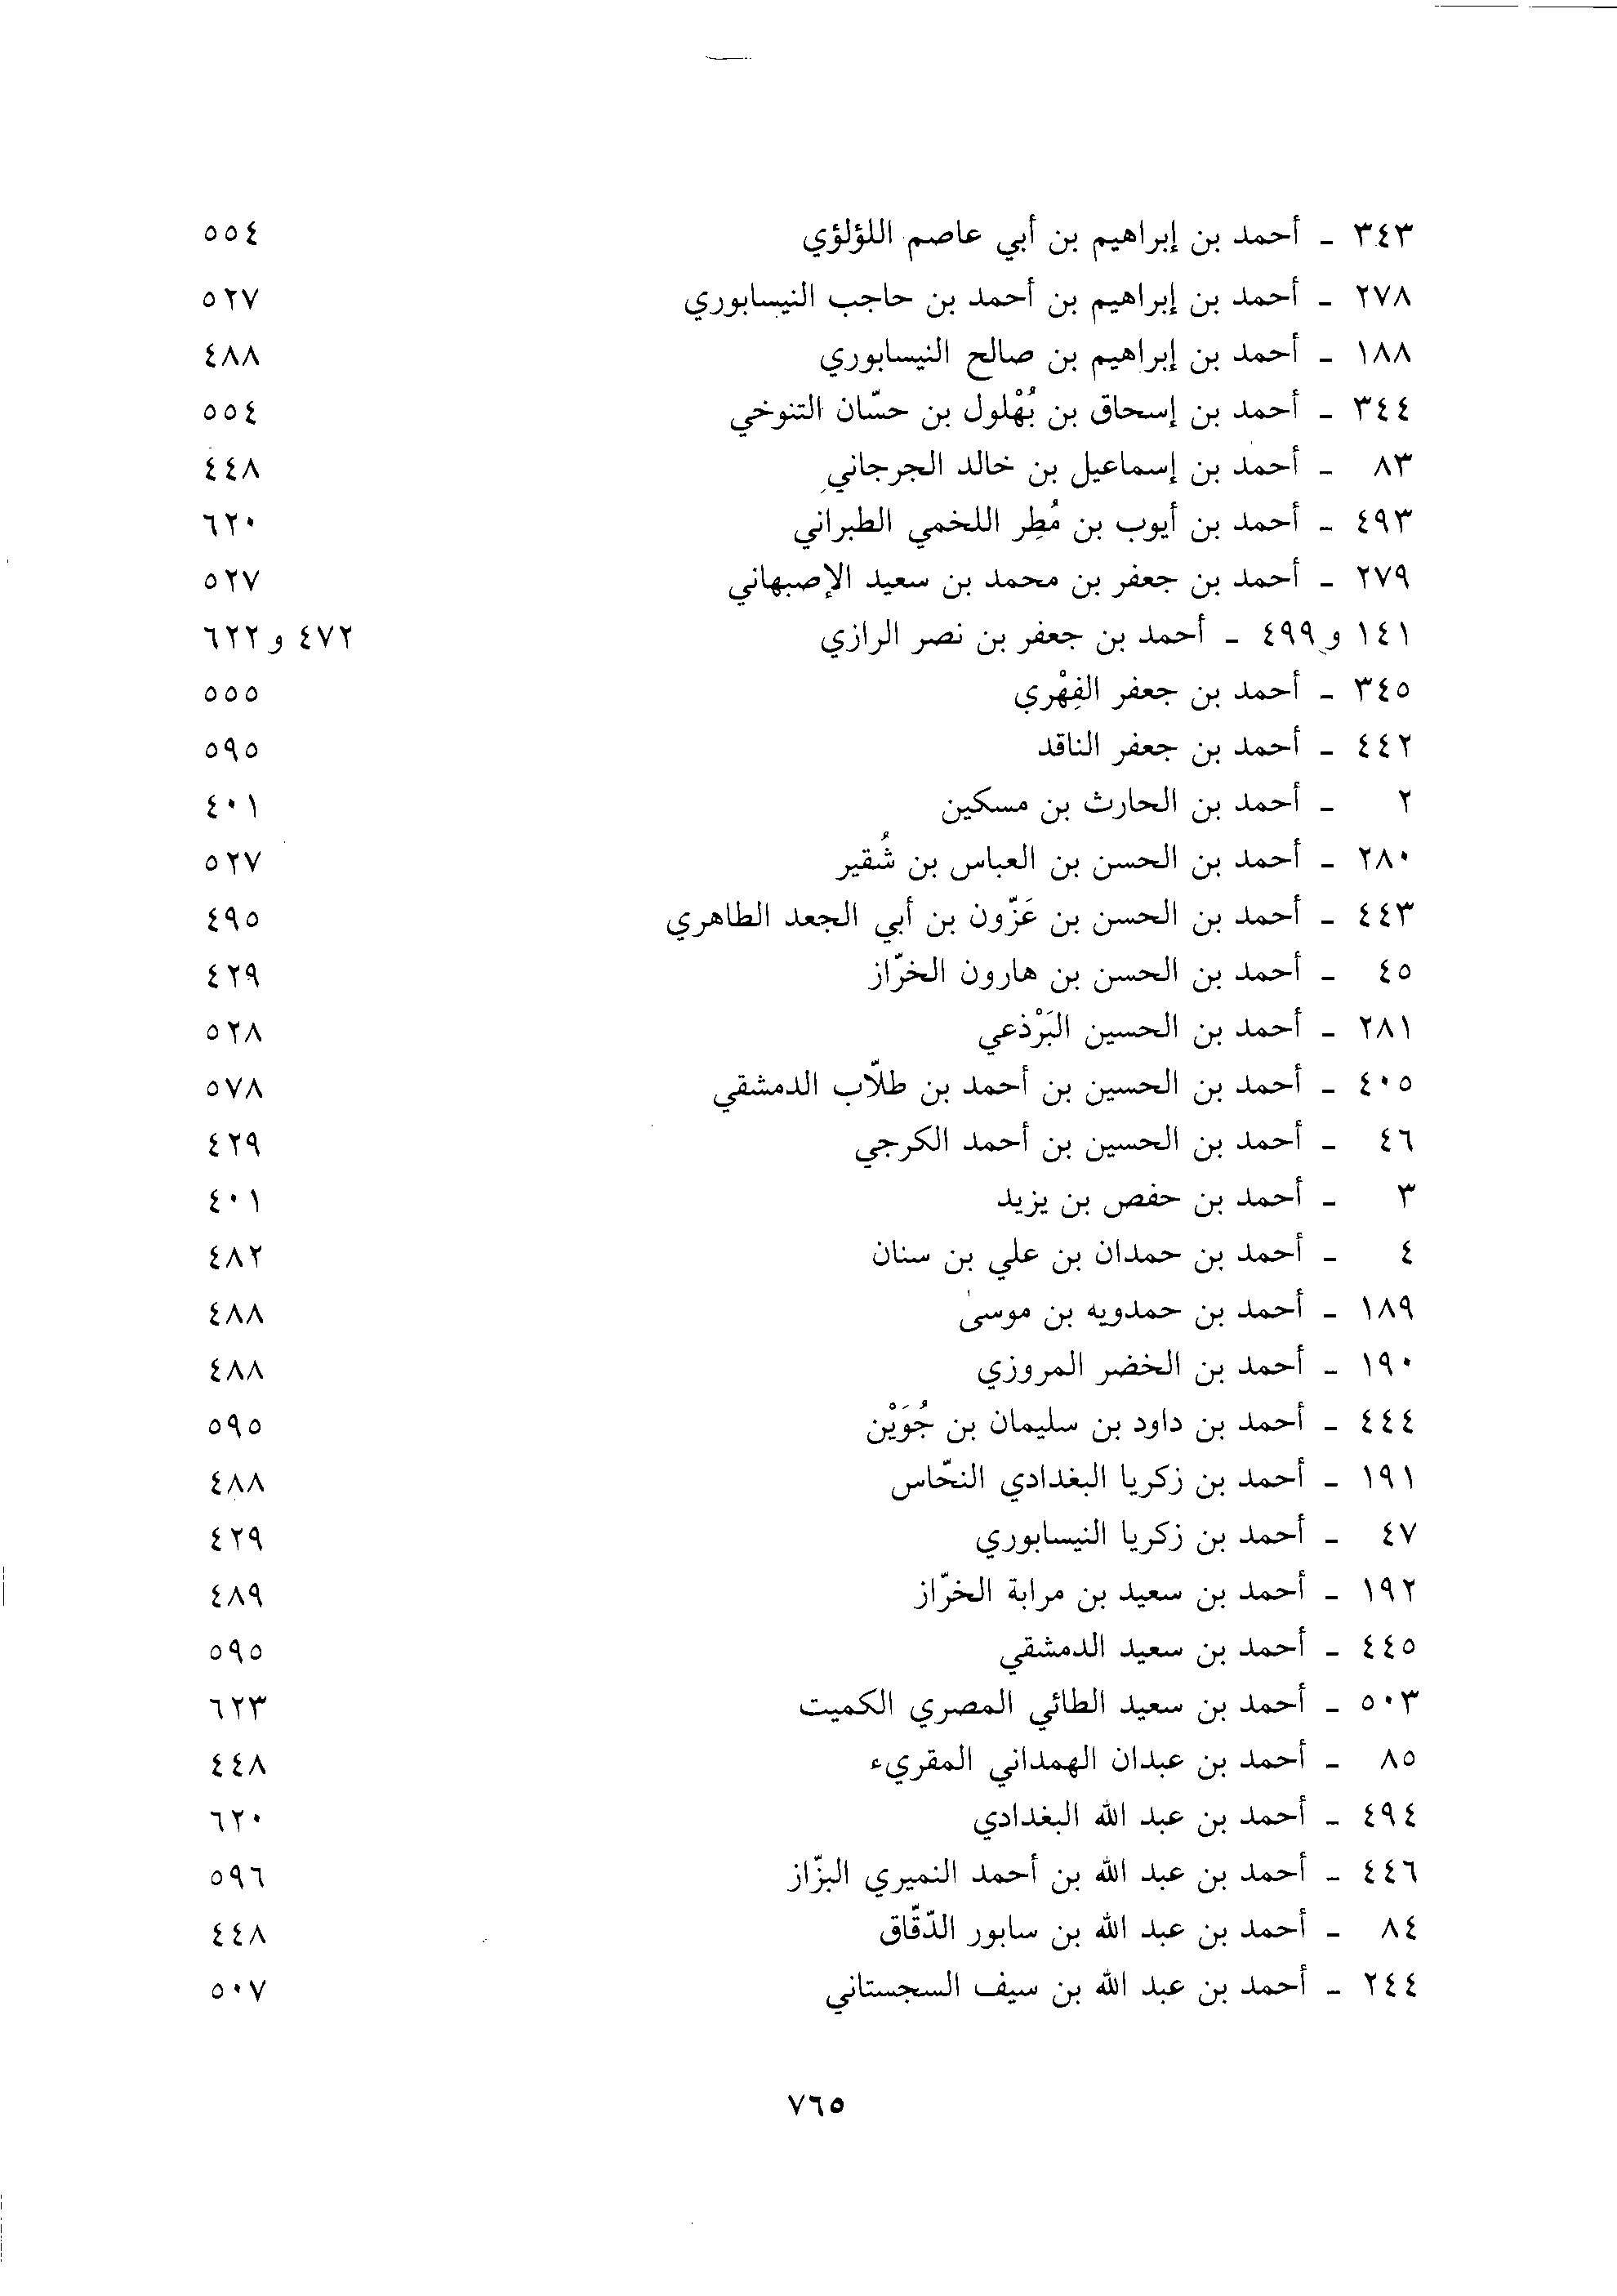 ٣٤٣ - أحمد بن إبراهيم بن أبي عاصم اللؤلؤي ٥٥٤
٢٧٨ - أحمد بن إبراهيم بن أحمد بن حاجب النيسابوري ٥٢٧
١٨٨ - أحمد بن إبراهيم بن صالح النيسابوري ٤٨٨
٣٤٤ - أحمد بن إسحاق بن بُهْلول بن حسّان التنوخي ٥٥٤
٨٣ - أحمد بن إسماعيل بن خالد الجرجاني ٤٤٨
٤٩٣ - أحمد بن أيوب بن مُطِر اللخمي الطبراني ٦٢٠
٢٧٩ - أحمد بن جعفر بن محمد بن سعيد الإصبهاني ٥٢٧
١٤١ و ٤٩٩ - أحمد بن جعفر بن نصر الرازي ٤٧٢ و ٦٢٢
٣٤٥ - أحمد بن جعفر الفِهْري ٥٥٥
٤٤٢ - أحمد بن جعفر الناقد ٥٩٥
٢ - أحمد بن الحارث بن مسكين ٤٠١
٢٨٠ - أحمد بن الحسن بن العباس بن شُقير ٥٢٧
٤٤٣ - أحمد بن الحسن بن عَزّون بن أبي الجعد الطاهري ٤٩٥
٤٥ - أحمد بن الحسن بن هارون الخرّاز ٤٢٩
٢٨١ - أحمد بن الحسين البَرْذعي ٥٢٨
٤٠٥ - أحمد بن الحسين بن أحمد بن طلّاب الدمشقي ٥٧٨
٤٦ - أحمد بن الحسين بن أحمد الكرجي ٤٢٩
٣ - أحمد بن حفص بن يزيد ٤٠١
٤ - أحمد بن حمدان بن علي بن سنان ٤٨٢
١٨٩ - أحمد بن حمدويه بن موسىٰ ٤٨٨
١٩٠ - أحمد بن الخضر المروزي ٤٨٨
٤٤٤ - أحمد بن داود بن سليمان بن جُوَيْن ٥٩٥
١٩١ - أحمد بن زكريا البغدادي النحّاس ٤٨٨
٤٧ - أحمد بن زكريا النيسابوري ٤٢٩
١٩٢ - أحمد بن سعيد بن مرابة الخرّاز ٤٨٩
٤٤٥ - أحمد بن سعيد الدمشقي ٥٩٥
٥٠٣ - أحمد بن سعيد الطائي المصري الكميت ٦٢٣
٨٥ - أحمد بن عبدان الهمداني المقريء ٤٤٨
٤٩٤ - أحمد بن عبد الله البغدادي ٦٢٠
٤٤٦ - أحمد بن عبد الله بن أحمد النميري البزّاز ٥٩٦
٨٤ - أحمد بن عبد الله بن سابور الدّقّاق ٤٤٨
٢٤٤ - أحمد بن عبد الله بن سيف السجستاني ٥٠٧
٧٦٥